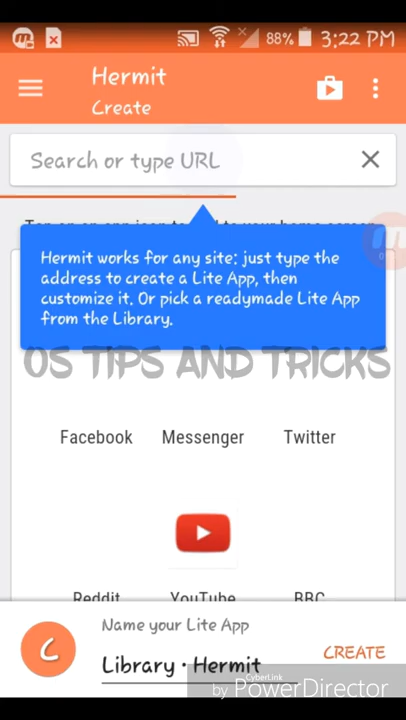 88% 3:22 PM
Hermit
Create
Search or type URL
Hermit works for any site: just type the
address to create a Lite App, then
customize it. Or pick a readymade Lite App
from the Library.
OS TIPS AND TRICKS
Facebook Messenger Twitter
Reddit YouTube BBC
Name your Lite App
C
Library • Hermit
CREATE
CyberLink
by PowerDirector